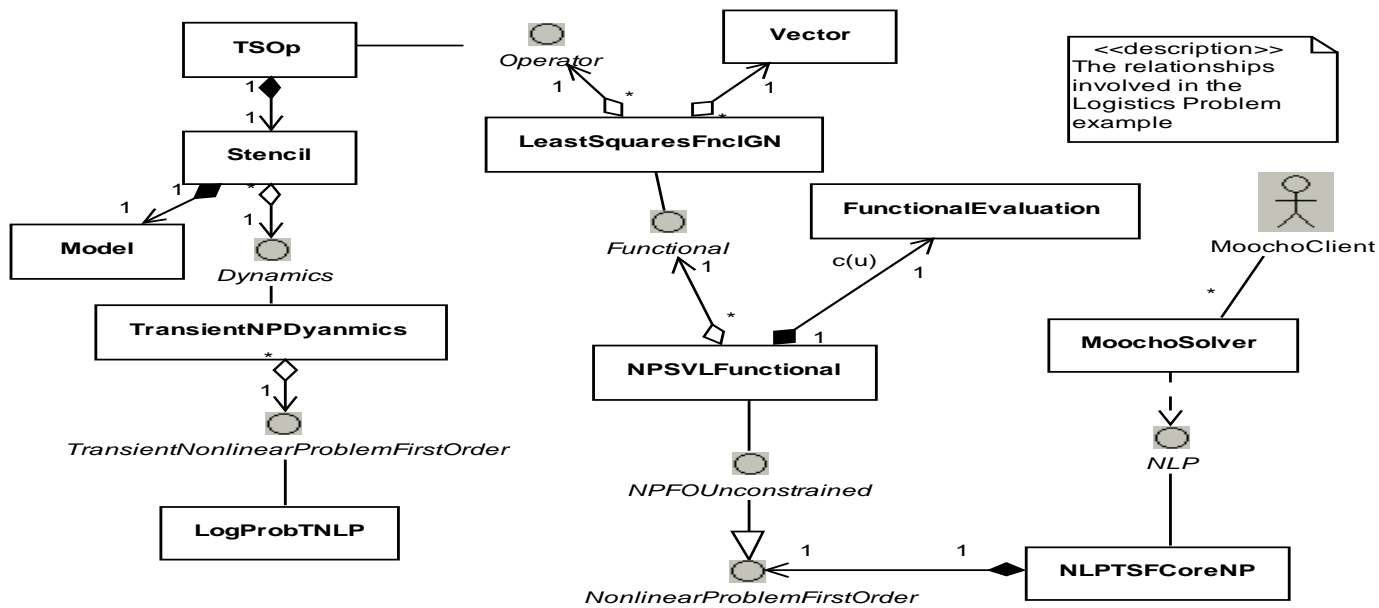 TSOp
Operator
Vector
<<description>>
The relationships
involved in the
Logistics Problem
example
1
1
1
*
1
*
LeastSquaresFncIGN
Stencil
1
*
1
1
Model
Dynamics
Functional
FunctionalEvaluation
MoochoClient
1
c(u)
1
*
TransientNPDyanmics
*
1
*
1
MoochoSolver
NPSVLFunctional
TransientNonlinearProblemFirstOrder
NLP
NPFOUnconstrained
LogProbTNLP
1
1
NLPTSFCoreNP
NonlinearProblemFirstOrder